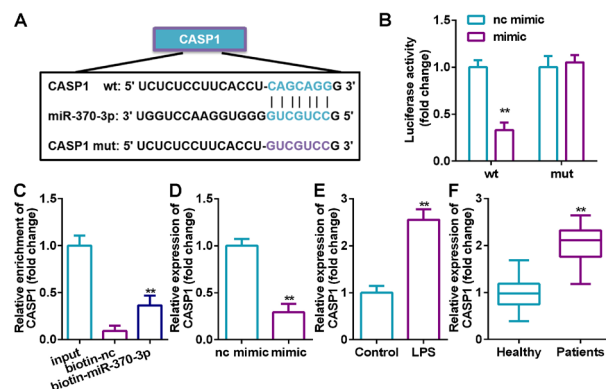 A
CASP1
CASP1 wt: 5' UCUCUCCUUCACCU-CAGCAGGG 3'
miR-370-3p: 3' UGGUCCAAGGUGGGGUCGUCCG 5'
CASP1 mut: 5' UCUCUCCUUCACCU-GUCGUCCG 3'
B
nc mimic
mimic
Luciferase activity
(fold change)
1.5
1.0
0.5
0.0
**
wt
mut
C
Relative enrichment of
CASP1 (fold change)
1.5
1.0
0.5
0.0
**
input
biotin-nc
biotin-miR-370-3p
D
Relative expression of
CASP1 (fold change)
1.5
1.0
0.5
0.0
**
nc mimic
mimic
E
Relative expression of
CASP1 (fold change)
3
2
1
0
**
Control
LPS
F
Relative expression of
CASP1 (fold change)
3
2
1
0
**
Healthy
Patients